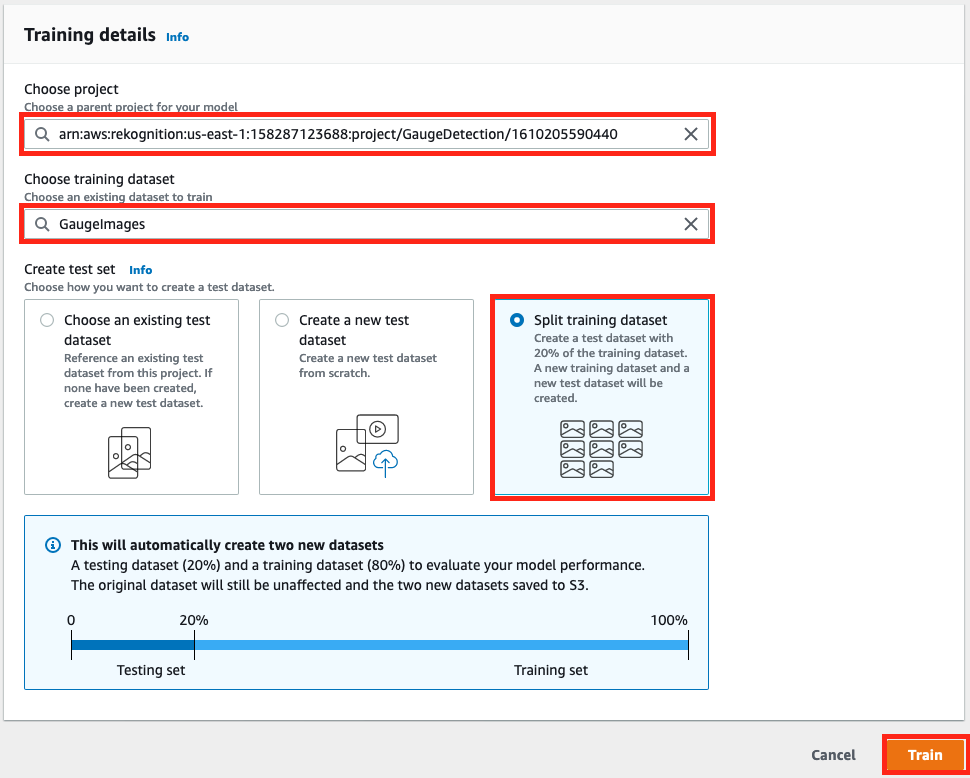 Training details Info
Choose project
Choose a parent project for your model
arn:aws:rekognition:us-east-1:158287123688:project/GaugeDetection/1610205590440
Choose training dataset
Choose an existing dataset to train
GaugeImages
Create test set Info
Choose how you want to create a test dataset.
Choose an existing test
dataset
Reference an existing test
dataset from this project. If
none have been created,
create a new test dataset.
Create a new test
dataset
Create a new test dataset
from scratch.
Split training dataset
Create a test dataset with
20% of the training dataset.
A new training dataset and a
new test dataset will be
created.
This will automatically create two new datasets
A testing dataset (20%) and a training dataset (80%) to evaluate your model performance.
The original dataset will still be unaffected and the two new datasets saved to S3.
0 20% 100%
Testing set Training set
Cancel Train